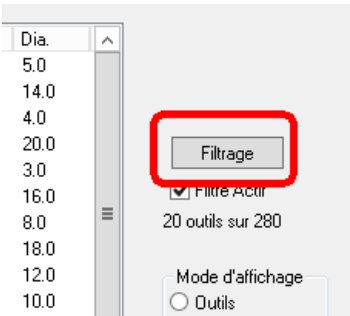 Dia.
5.0
14.0
4.0
20.0
3.0
16.0
8.0
18.0
12.0
10.0
Filtrage
Filtre Actif
20 outils sur 280
Mode d'affichage
Outils